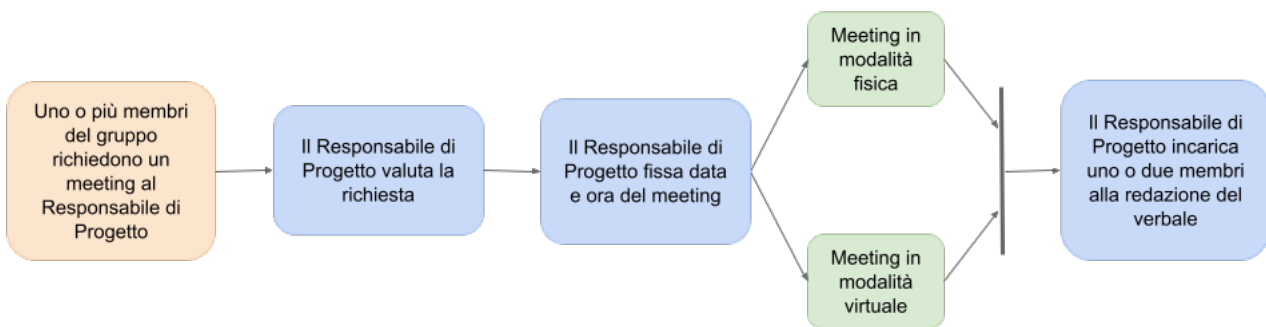 Uno o più membri
del gruppo
richiedono un
meeting al
Responsabile di
Progetto
Il Responsabile di
Progetto valuta la
richiesta
Il Responsabile di
Progetto fissa data
e ora del meeting
Meeting in
modalità
fisica
Meeting in
modalità
virtuale
Il Responsabile di
Progetto incarica
uno o due membri
alla redazione del
verbale